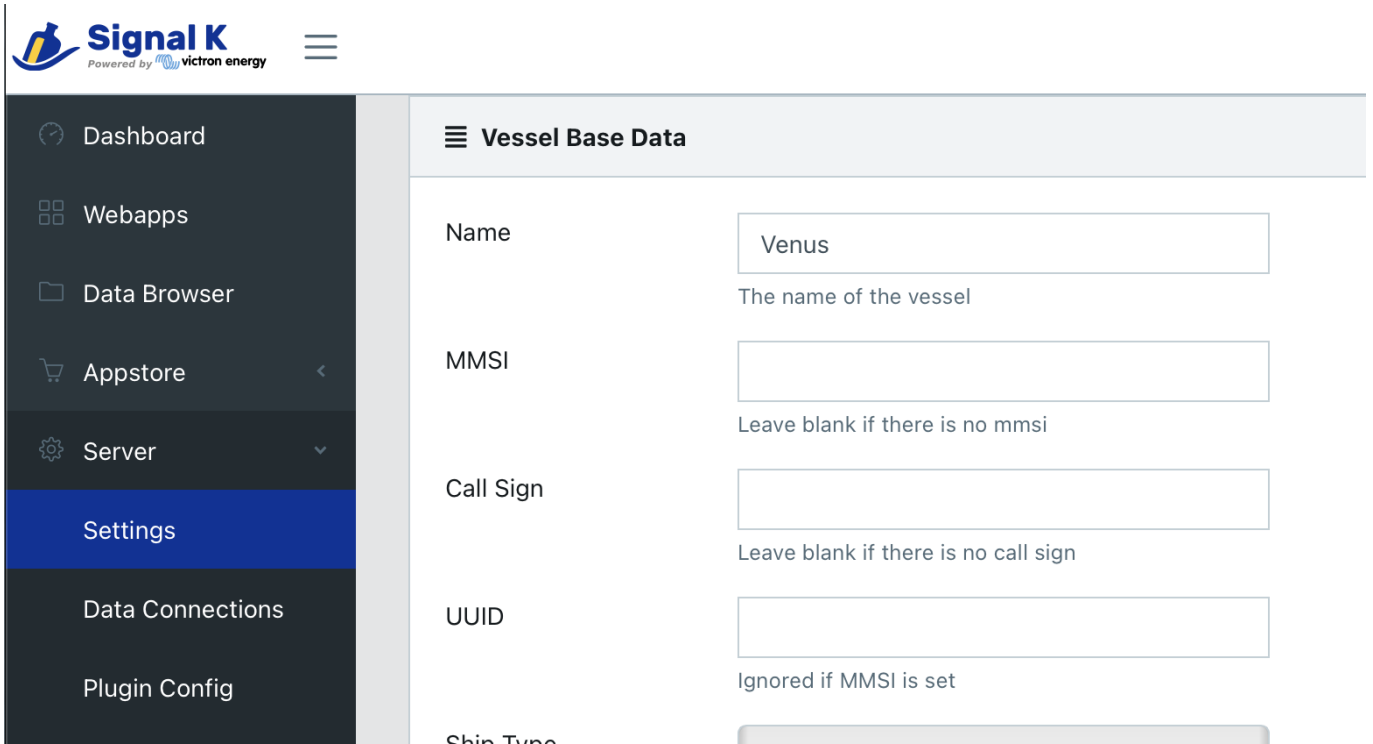 Signal K
Powered by victron energy
Dashboard
Webapps
Data Browser
Appstore
Server
Settings
Data Connections
Plugin Config
Vessel Base Data
Name
Venus
The name of the vessel
MMSI
Leave blank if there is no mmsi
Call Sign
Leave blank if there is no call sign
UUID
Ignored if MMSI is set
Ship Type